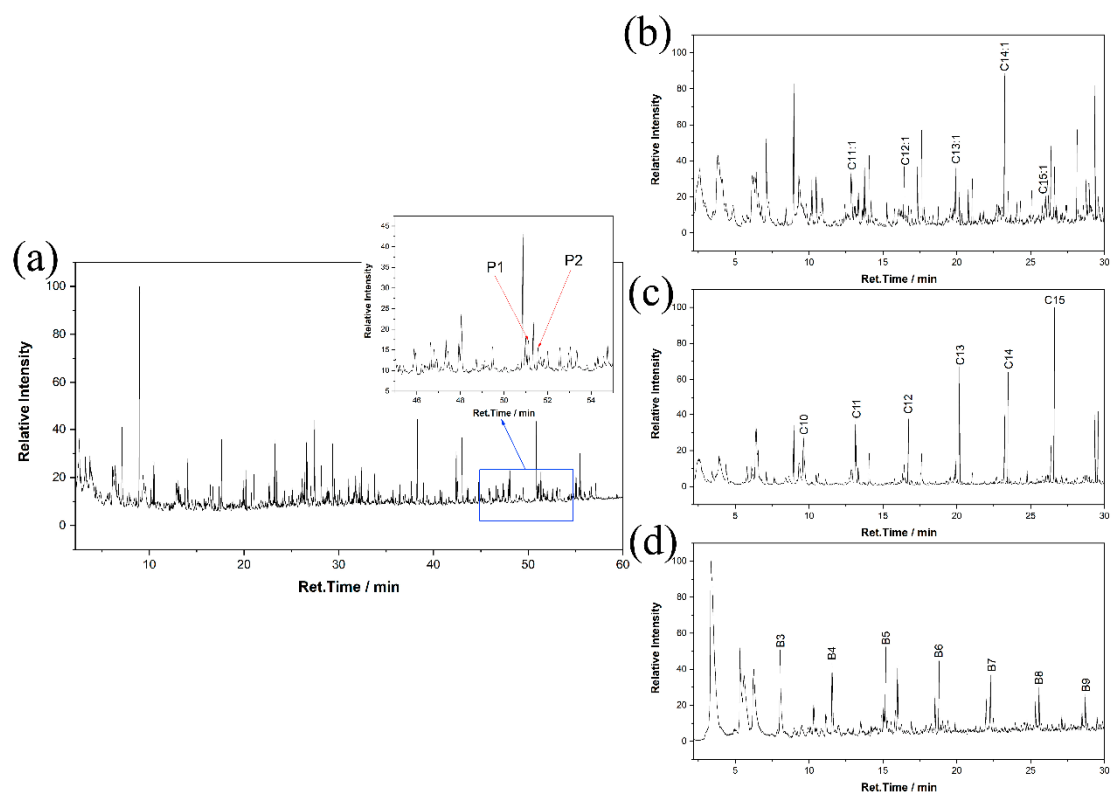 (a)
Relative Intensity
100
80
60
40
20
0
10
20
30
40
50
60
Ret.Time / min
P1
P2
Relative Intensity
45
40
35
30
25
20
15
10
5
46
48
50
52
54
Ret.Time / min
(b)
Relative Intensity
100
80
60
40
20
0
C11:1
C12:1
C13:1
C14:1
C15:1
5
10
15
20
25
30
Ret.Time / min
(c)
Relative Intensity
100
80
60
40
20
0
C10
C11
C12
C13
C14
C15
5
10
15
20
25
30
Ret.Time / min
(d)
Relative Intensity
100
80
60
40
20
0
B3
B4
B5
B6
B7
B8
B9
5
10
15
20
25
30
Ret.Time / min